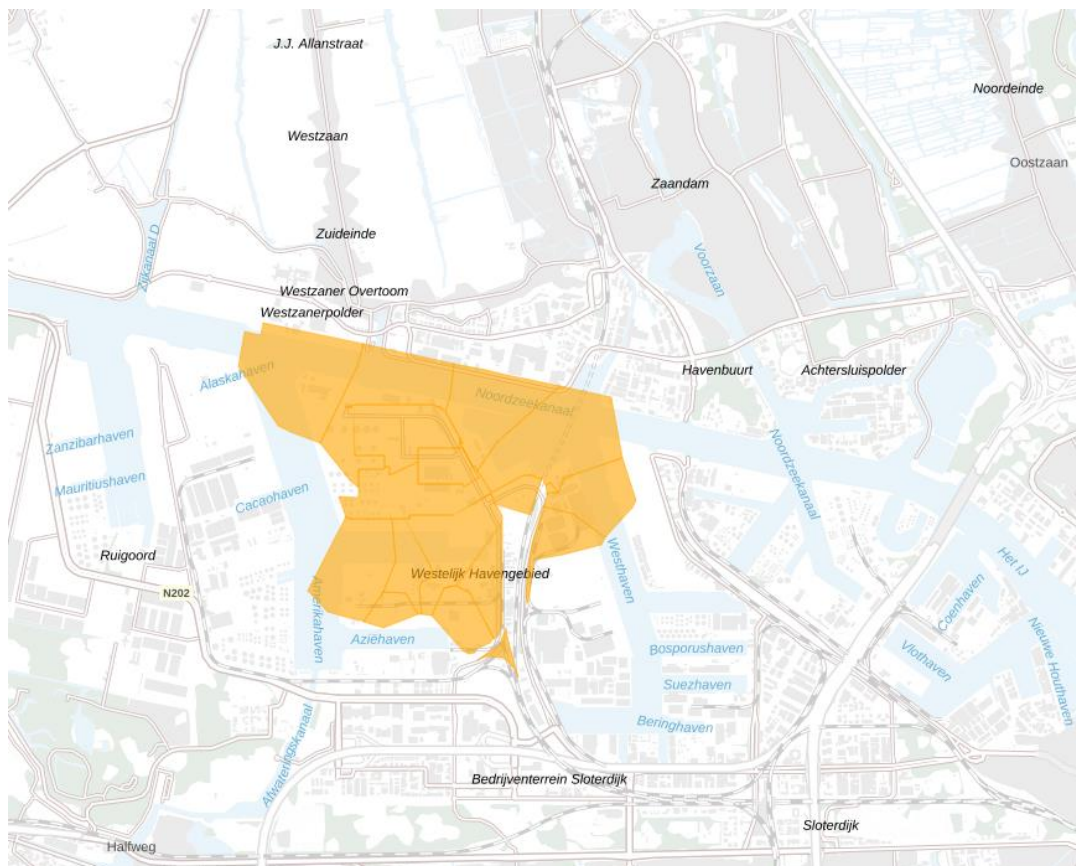 J.J. Allanstraat
Noordeinde
Westzaan
Oostzaan
Zaandam
Zijkanaal D
Zuideinde
Voorzaan
Westzaner Overtoom
Westzanerpolder
Alaskahaven
Havenbuurt
Achtersluispolder
Noordzeekanaal
Zanzibarhaven
Noordzeekanaal
Mauritiushaven
Cacaohaven
Ruigoord
Westelijk Havengebied
Westhaven
Het IJ
N202
Amerikahaven
Coenhaven
Aziëhaven
Bosporushaven
Vlothaven
Nieuwe Houthaven
Suezhaven
Beringhaven
Afwateringskanaal
Bedrijventerrein Sloterdijk
Sloterdijk
Halfweg